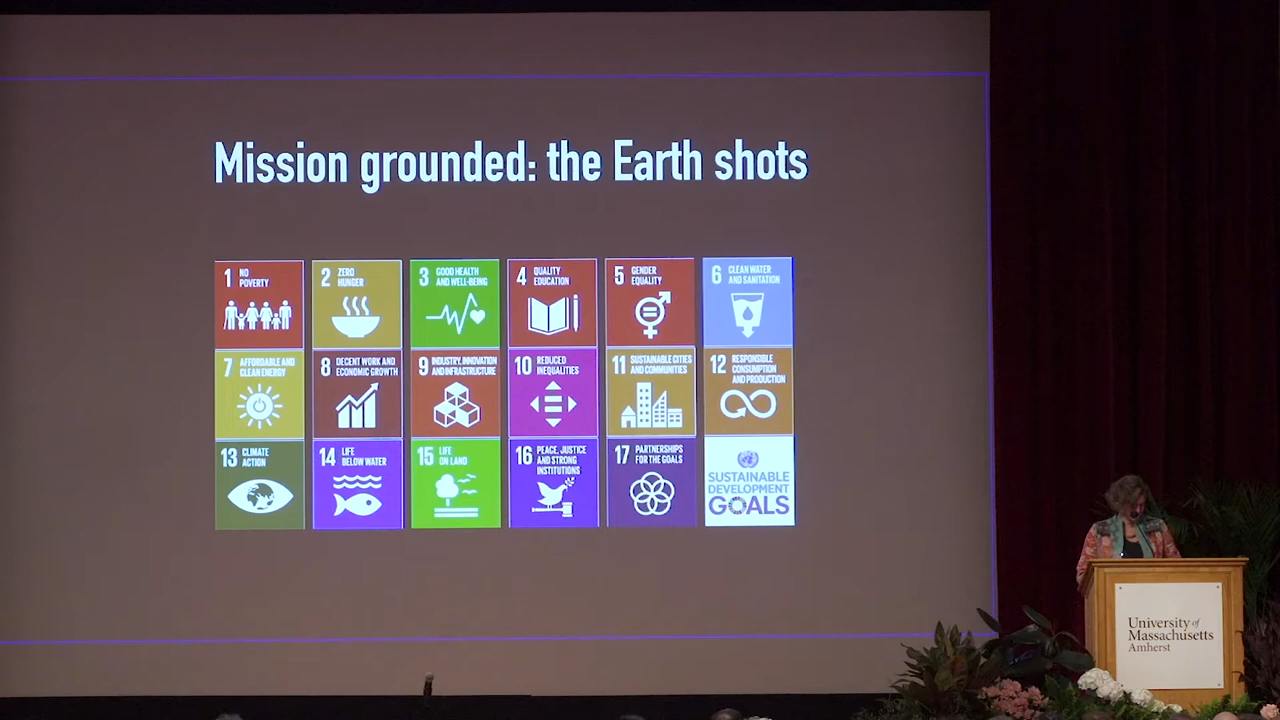 Mission grounded: the Earth shots
1 NO
POVERTY
2 ZERO
HUNGER
3 GOOD HEALTH
AND WELL-BEING
4 QUALITY
EDUCATION
5 GENDER
EQUALITY
6 CLEAN WATER
AND SANITATION
7 AFFORDABLE AND
CLEAN ENERGY
8 DECENT WORK AND
ECONOMIC GROWTH
9 INDUSTRY, INNOVATION
AND INFRASTRUCTURE
10 REDUCED
INEQUALITIES
11 SUSTAINABLE CITIES
AND COMMUNITIES
12 RESPONSIBLE
CONSUMPTION
AND PRODUCTION
13 CLIMATE
ACTION
14 LIFE
BELOW WATER
15 LIFE
ON LAND
16 PEACE, JUSTICE
AND STRONG
INSTITUTIONS
17 PARTNERSHIPS
FOR THE GOALS
SUSTAINABLE
DEVELOPMENT
GOALS
University of
Massachusetts
Amherst